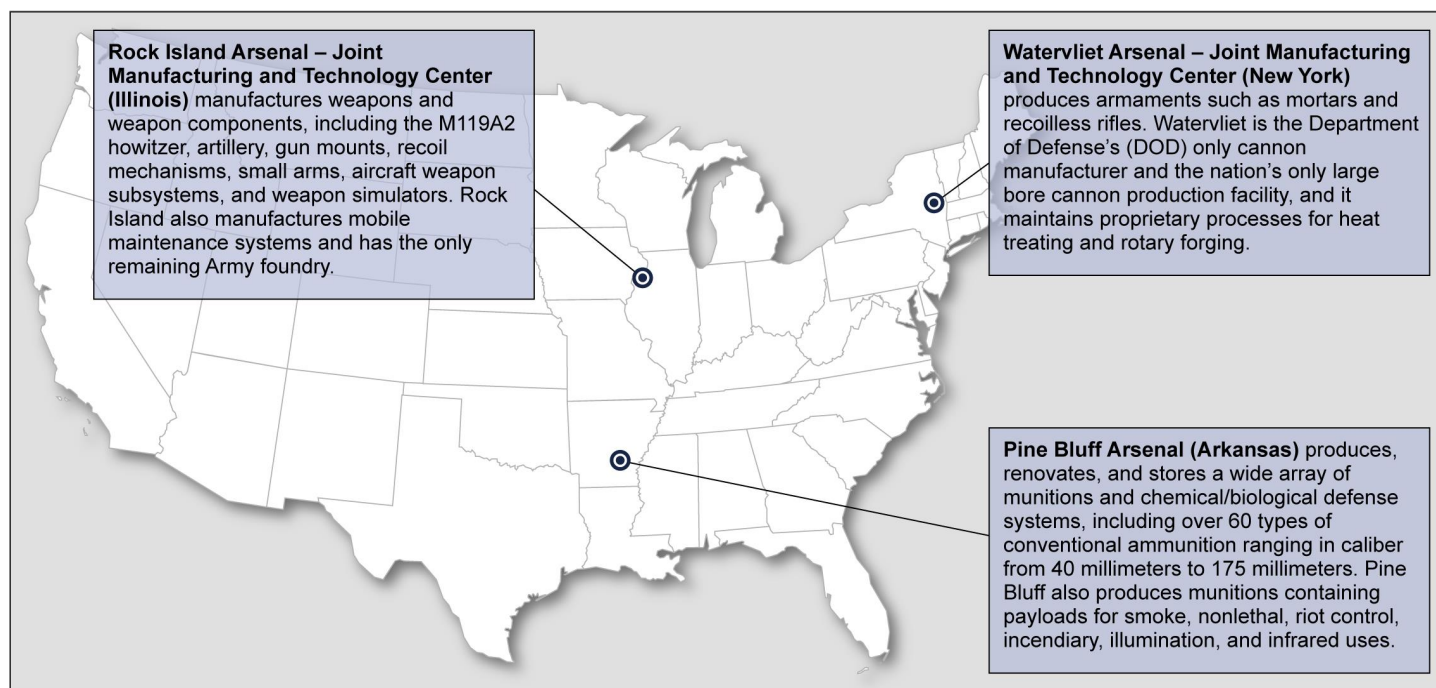 Rock Island Arsenal – Joint
Manufacturing and Technology Center
(Illinois) manufactures weapons and
weapon components, including the M119A2
howitzer, artillery, gun mounts, recoil
mechanisms, small arms, aircraft weapon
subsystems, and weapon simulators. Rock
Island also manufactures mobile
maintenance systems and has the only
remaining Army foundry.
Watervliet Arsenal – Joint Manufacturing
and Technology Center (New York)
produces armaments such as mortars and
recoilless rifles. Watervliet is the Department
of Defense’s (DOD) only cannon
manufacturer and the nation’s only large
bore cannon production facility, and it
maintains proprietary processes for heat
treating and rotary forging.
Pine Bluff Arsenal (Arkansas) produces,
renovates, and stores a wide array of
munitions and chemical/biological defense
systems, including over 60 types of
conventional ammunition ranging in caliber
from 40 millimeters to 175 millimeters. Pine
Bluff also produces munitions containing
payloads for smoke, nonlethal, riot control,
incendiary, illumination, and infrared uses.